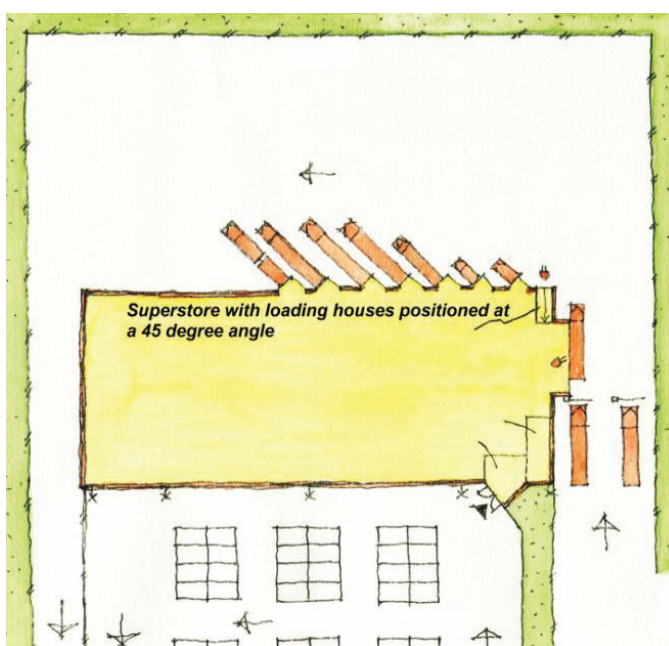 Superstore with loading houses positioned at
a 45 degree angle